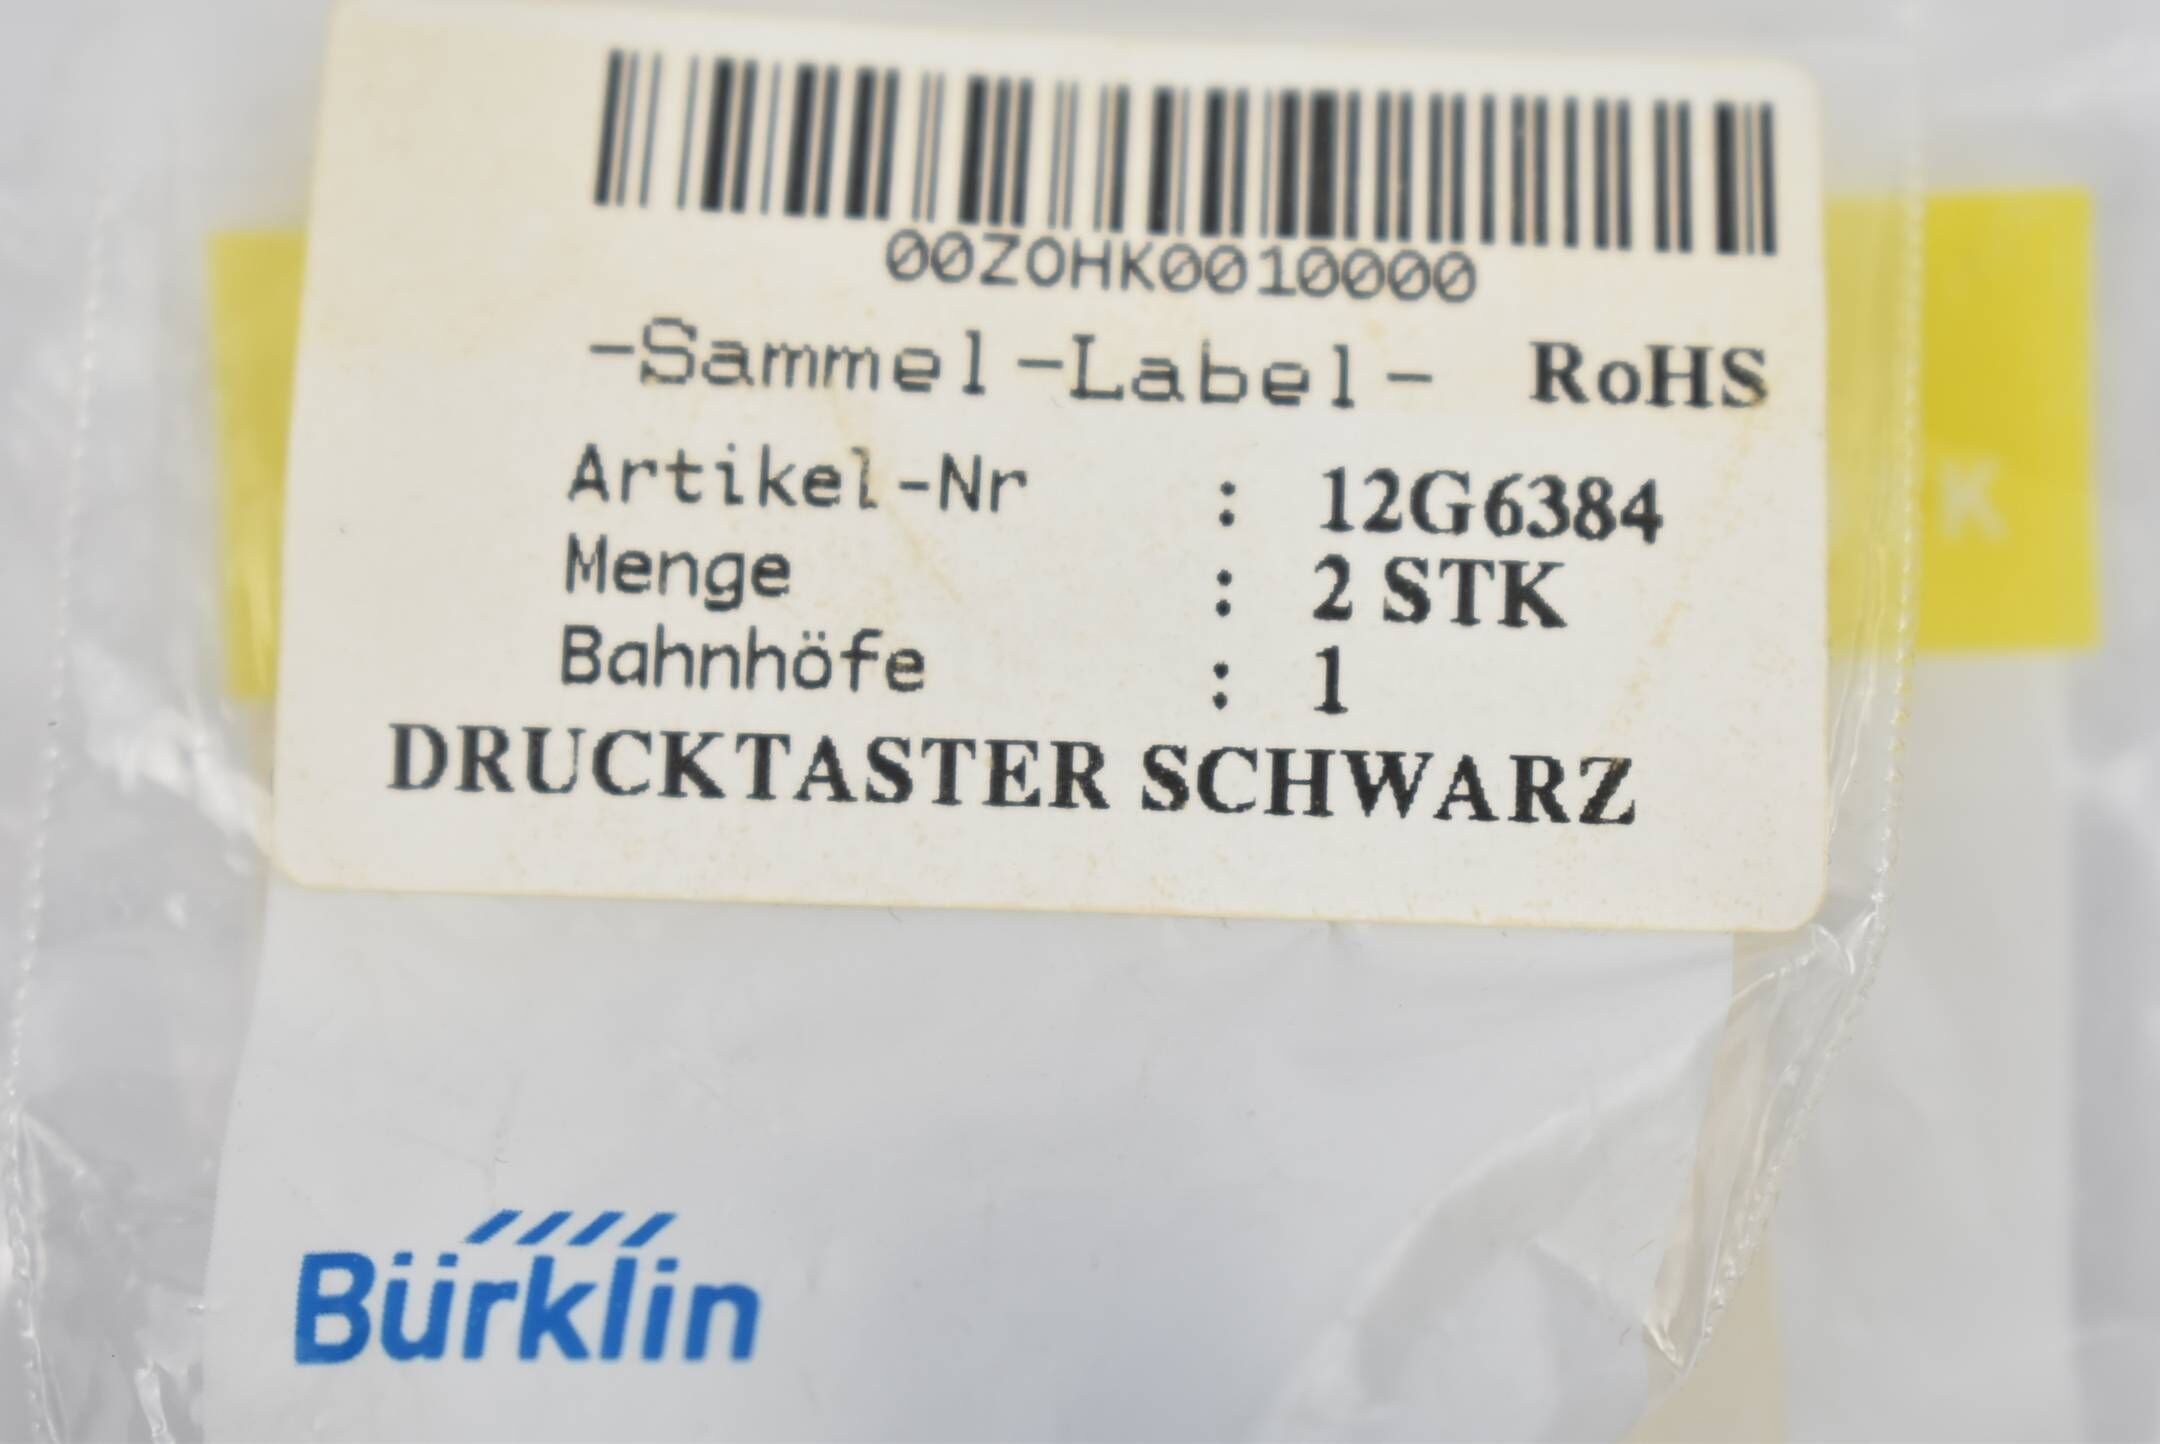 00ZOHK0010000
-Sammel-Label- RoHS
Artikel-Nr : 12G6384
Menge : 2 STK
Bahnhöfe : 1
DRUCKTASTER SCHWARZ
K
Bürklin